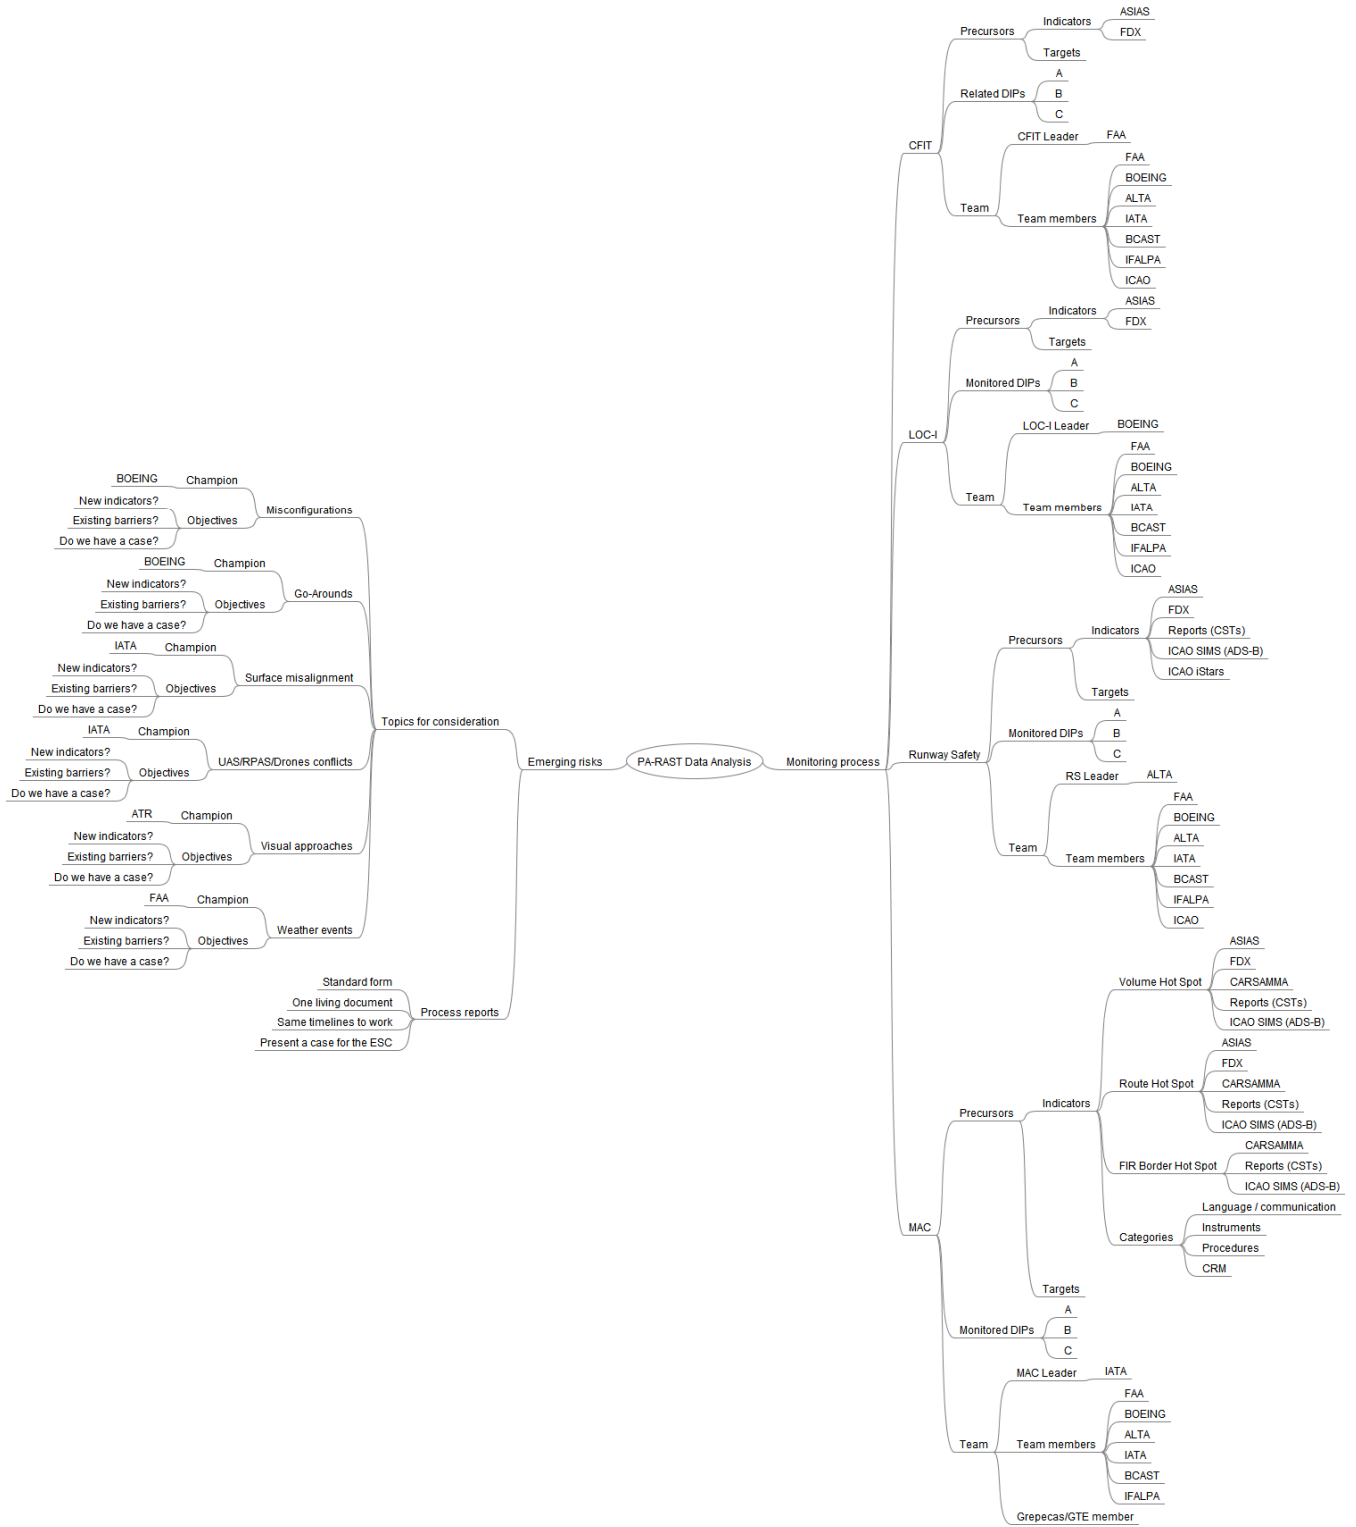 PA-RAST Data Analysis
Monitoring process
CFIT
Precursors
Indicators
ASIAS
FDX
Targets
Related DIPs
A
B
C
Team
CFIT Leader
FAA
Team members
FAA
BOEING
ALTA
IATA
BCAST
IFALPA
ICAO
LOC-I
Precursors
Indicators
ASIAS
FDX
Targets
Monitored DIPs
A
B
C
Team
LOC-I Leader
BOEING
Team members
FAA
BOEING
ALTA
IATA
BCAST
IFALPA
ICAO
Runway Safety
Precursors
Indicators
ASIAS
FDX
Reports (CSTs)
ICAO SIMS (ADS-B)
ICAO iStars
Targets
Monitored DIPs
A
B
C
Team
RS Leader
ALTA
Team members
FAA
BOEING
ALTA
IATA
BCAST
IFALPA
ICAO
MAC
Precursors
Indicators
Volume Hot Spot
ASIAS
FDX
CARSAMMA
Reports (CSTs)
ICAO SIMS (ADS-B)
Route Hot Spot
ASIAS
FDX
CARSAMMA
Reports (CSTs)
ICAO SIMS (ADS-B)
FIR Border Hot Spot
CARSAMMA
Reports (CSTs)
ICAO SIMS (ADS-B)
Categories
Language / communication
Instruments
Procedures
CRM
Targets
Monitored DIPs
A
B
C
Team
MAC Leader
IATA
Team members
FAA
BOEING
ALTA
IATA
BCAST
IFALPA
Grepecas/GTE member
Emerging risks
Topics for consideration
Misconfigurations
Champion
BOEING
Objectives
New indicators?
Existing barriers?
Do we have a case?
Go-Arounds
Champion
BOEING
Objectives
New indicators?
Existing barriers?
Do we have a case?
Surface misalignment
Champion
IATA
Objectives
New indicators?
Existing barriers?
Do we have a case?
UAS/RPAS/Drones conflicts
Champion
IATA
Objectives
New indicators?
Existing barriers?
Do we have a case?
Visual approaches
Champion
ATR
Objectives
New indicators?
Existing barriers?
Do we have a case?
Weather events
Champion
FAA
Objectives
New indicators?
Existing barriers?
Do we have a case?
Process reports
Standard form
One living document
Same timelines to work
Present a case for the ESC